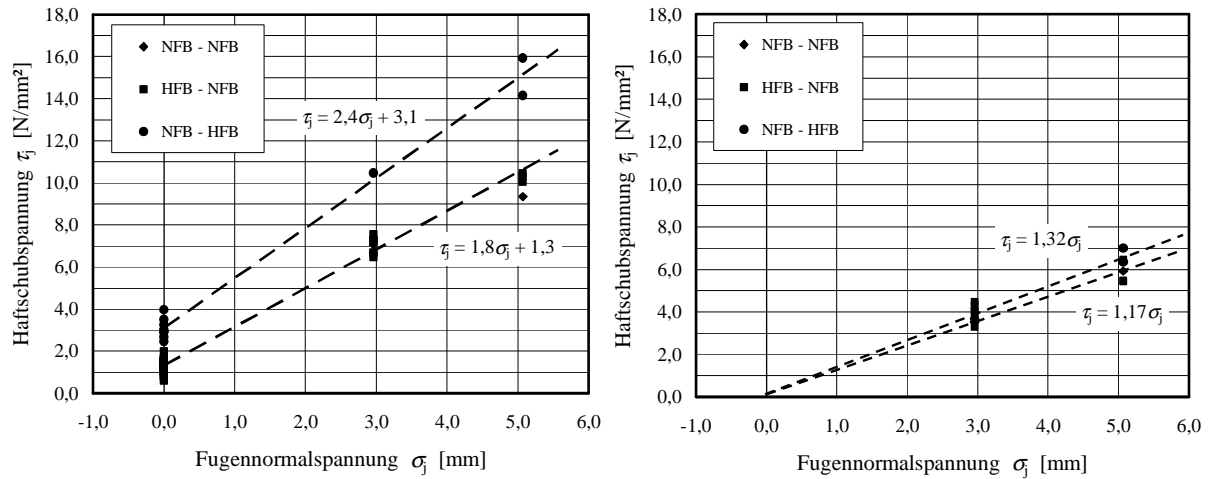 Haftschubspannung τj [N/mm²]
18,0
16,0
14,0
12,0
10,0
8,0
6,0
4,0
2,0
0,0
NFB - NFB
HFB - NFB
NFB - HFB
τj = 2,4σj + 3,1
τj = 1,8σj + 1,3
-1,0 0,0 1,0 2,0 3,0 4,0 5,0 6,0
Fugennormalspannung σj [mm]
Haftschubspannung τj [N/mm²]
18,0
16,0
14,0
12,0
10,0
8,0
6,0
4,0
2,0
0,0
NFB - NFB
HFB - NFB
NFB - HFB
τj = 1,32σj
τj = 1,17σj
-1,0 0,0 1,0 2,0 3,0 4,0 5,0 6,0
Fugennormalspannung σj [mm]